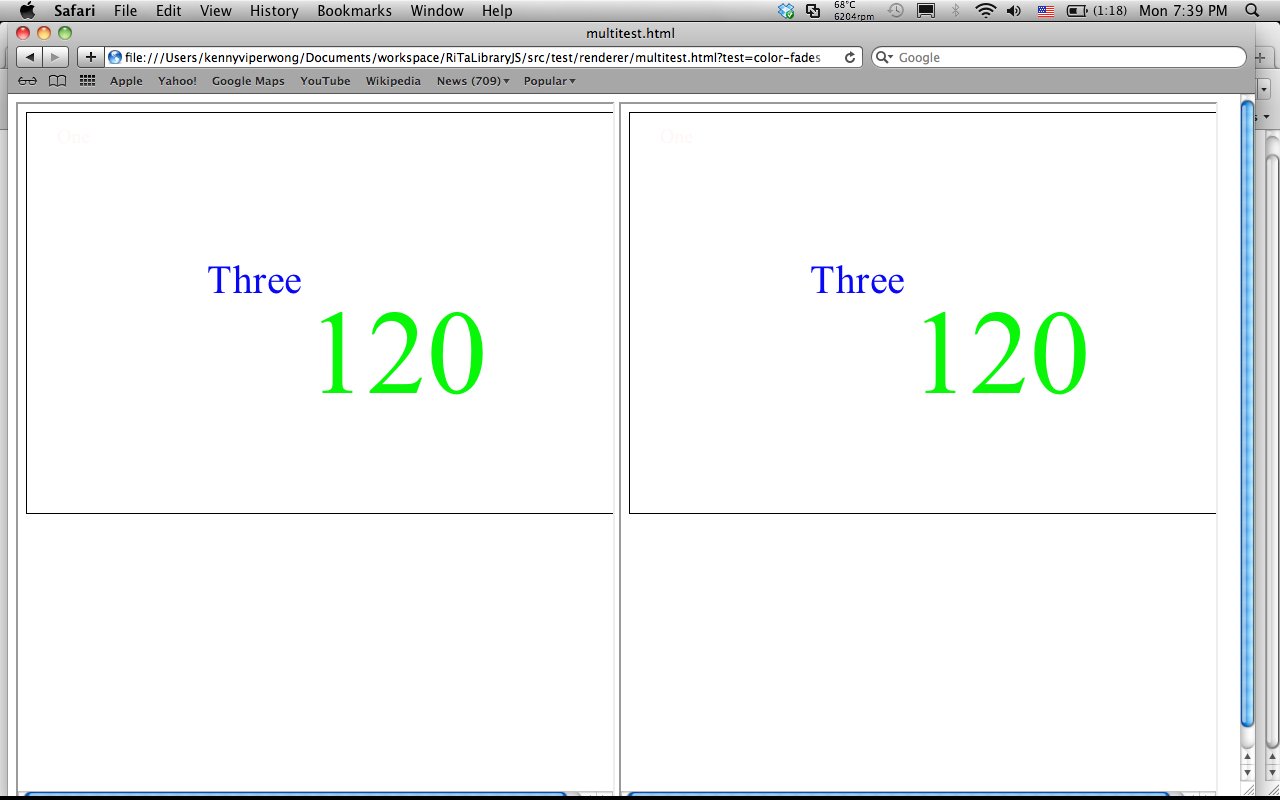 Safari File Edit View History Bookmarks Window Help 68°C 6204rpm (1:18) Mon 7:39 PM
multitest.html
file:///Users/kennyviperwong/Documents/workspace/RiTaLibraryJS/src/test/renderer/multitest.html?test=color-fades Google
Apple Yahoo! Google Maps YouTube Wikipedia News (709) Popular
One One
Three Three
120 120